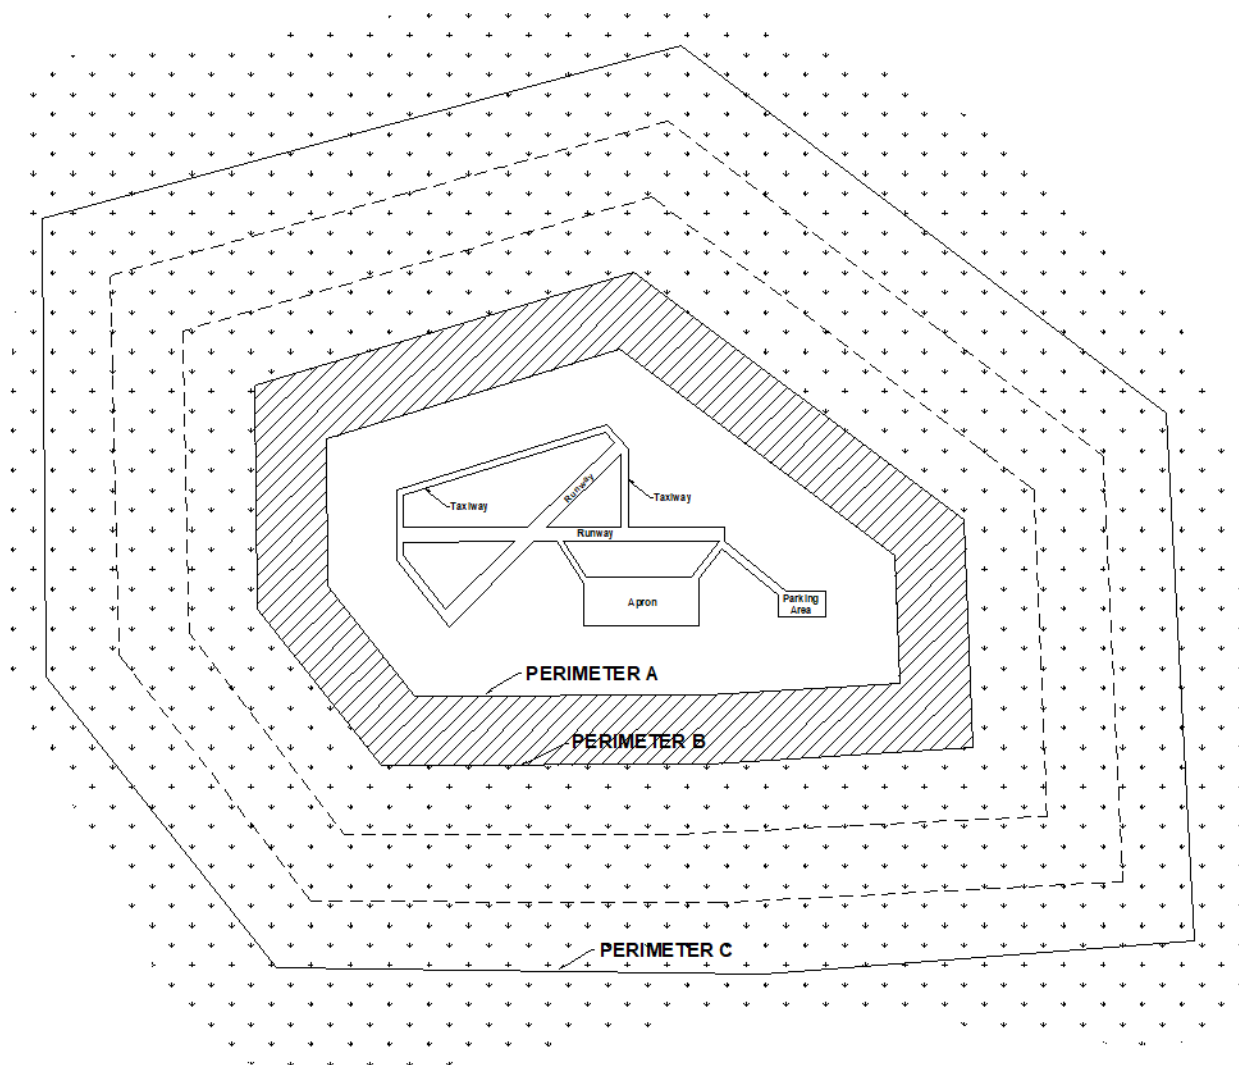 Runway
Taxiway
Taxiway
Runway
Apron
Parking
Area
PERIMETER A
PERIMETER B
PERIMETER C